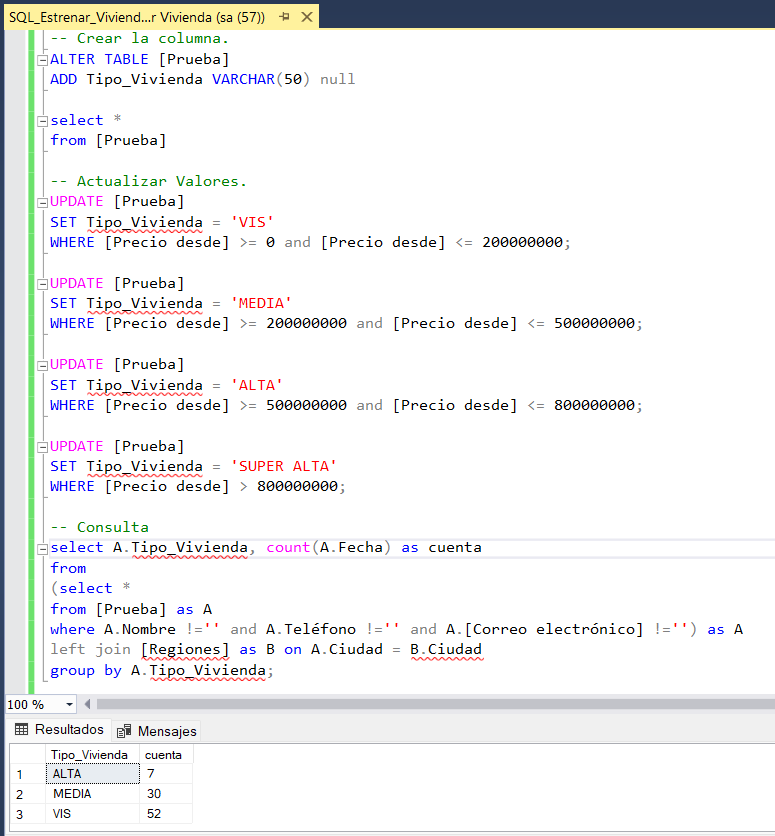 SQL_Estrenar_Viviend...r Vivienda (sa (57))
-- Crear la columna.
ALTER TABLE [Prueba]
ADD Tipo_Vivienda VARCHAR(50) null
select *
from [Prueba]
-- Actualizar Valores.
UPDATE [Prueba]
SET Tipo_Vivienda = 'VIS'
WHERE [Precio desde] >= 0 and [Precio desde] <= 200000000;
UPDATE [Prueba]
SET Tipo_Vivienda = 'MEDIA'
WHERE [Precio desde] >= 200000000 and [Precio desde] <= 500000000;
UPDATE [Prueba]
SET Tipo_Vivienda = 'ALTA'
WHERE [Precio desde] >= 500000000 and [Precio desde] <= 800000000;
UPDATE [Prueba]
SET Tipo_Vivienda = 'SUPER ALTA'
WHERE [Precio desde] > 800000000;
-- Consulta
select A.Tipo_Vivienda, count(A.Fecha) as cuenta
from
(select *
from [Prueba] as A
where A.Nombre !='' and A.Teléfono !='' and A.[Correo electrónico] !='') as A
left join [Regiones] as B on A.Ciudad = B.Ciudad
group by A.Tipo_Vivienda;
100 %
Resultados Mensajes
Tipo_Vivienda cuenta
1 ALTA 7
2 MEDIA 30
3 VIS 52